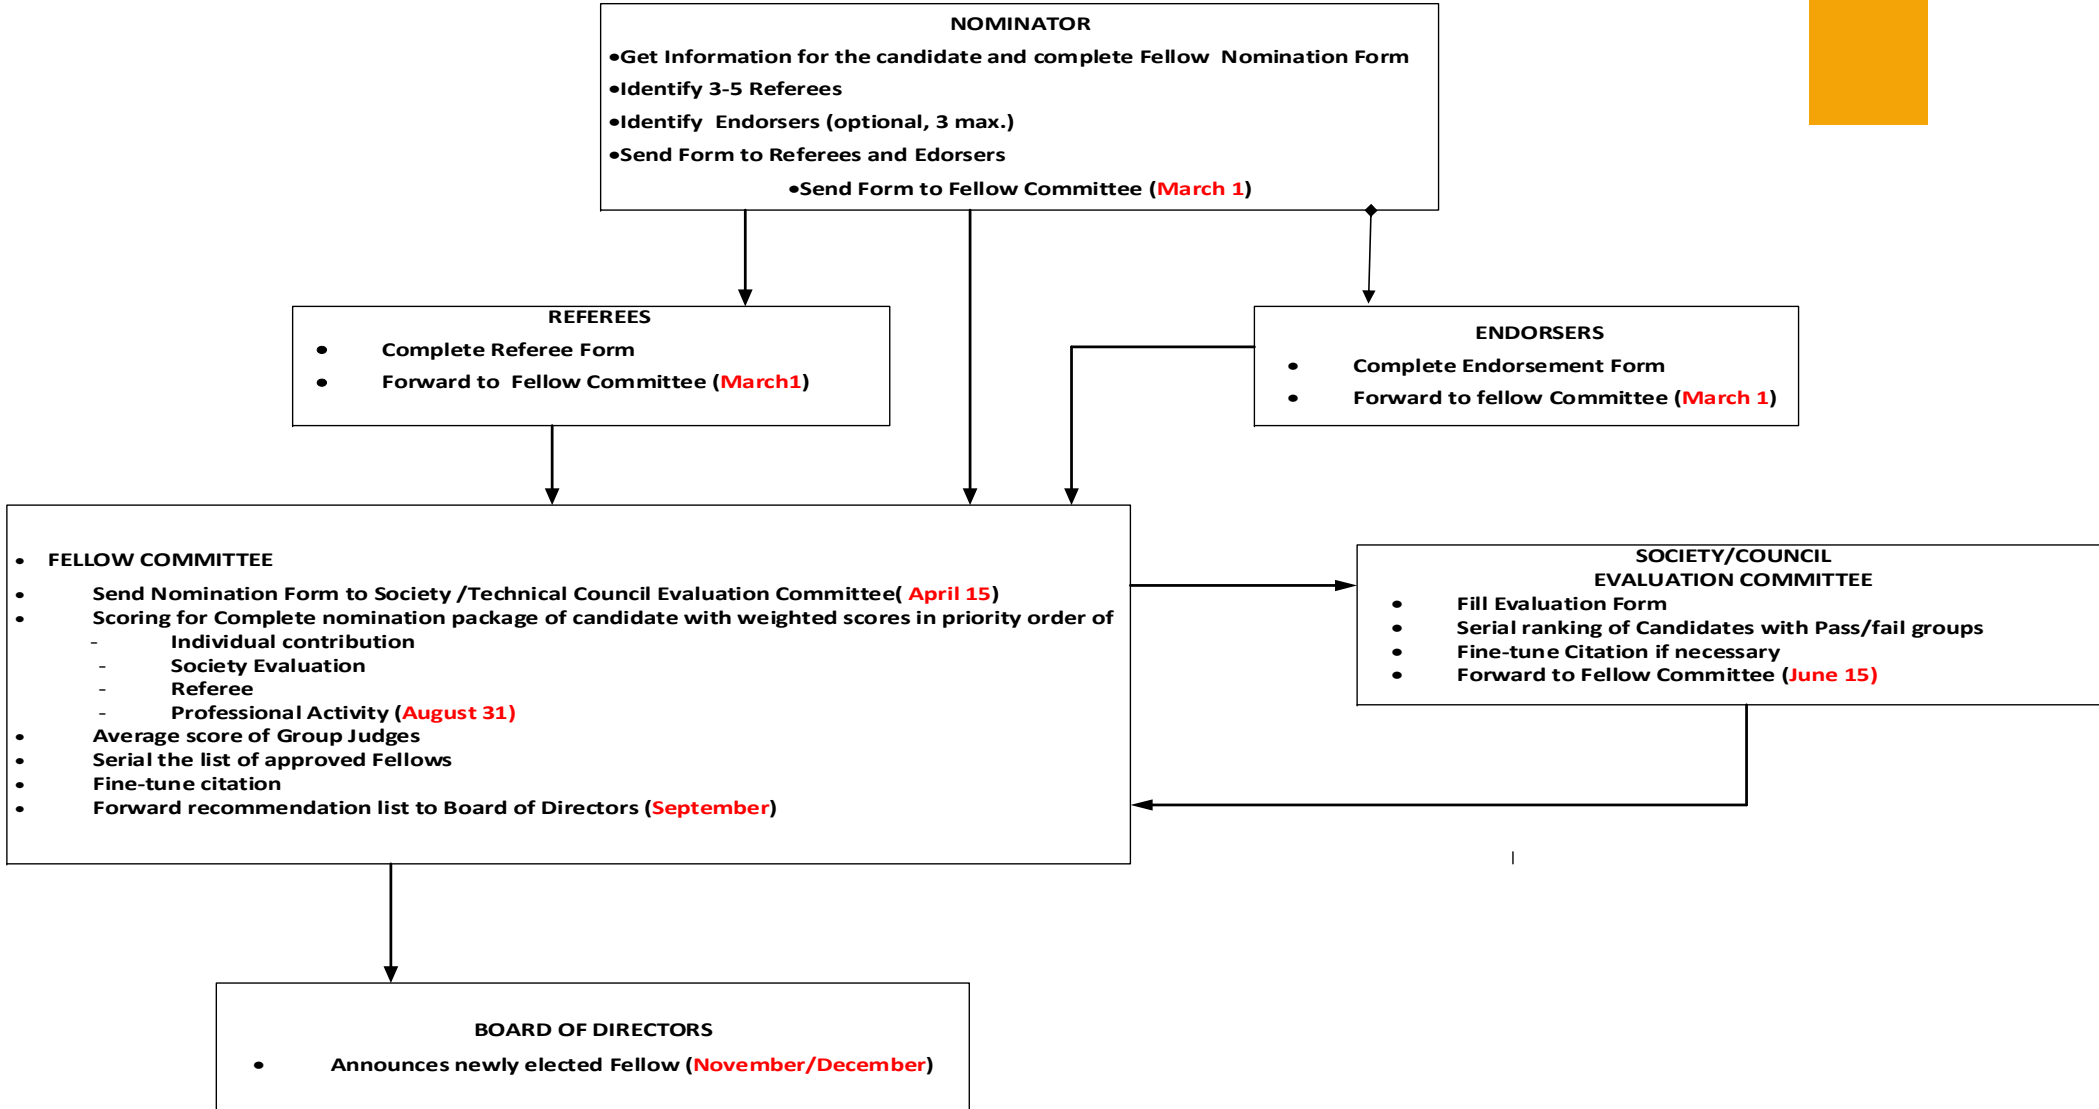 NOMINATOR
•Get Information for the candidate and complete Fellow Nomination Form
•Identify 3-5 Referees
•Identify Endorsers (optional, 3 max.)
•Send Form to Referees and Edorsers
•Send Form to Fellow Committee (March 1)
REFEREES
• Complete Referee Form
• Forward to Fellow Committee (March1)
ENDORSERS
• Complete Endorsement Form
• Forward to fellow Committee (March 1)
• FELLOW COMMITTEE
• Send Nomination Form to Society /Technical Council Evaluation Committee( April 15)
• Scoring for Complete nomination package of candidate with weighted scores in priority order of
- Individual contribution
- Society Evaluation
- Referee
- Professional Activity (August 31)
• Average score of Group Judges
• Serial the list of approved Fellows
• Fine-tune citation
• Forward recommendation list to Board of Directors (September)
SOCIETY/COUNCIL
EVALUATION COMMITTEE
• Fill Evaluation Form
• Serial ranking of Candidates with Pass/fail groups
• Fine-tune Citation if necessary
• Forward to Fellow Committee (June 15)
BOARD OF DIRECTORS
• Announces newly elected Fellow (November/December)